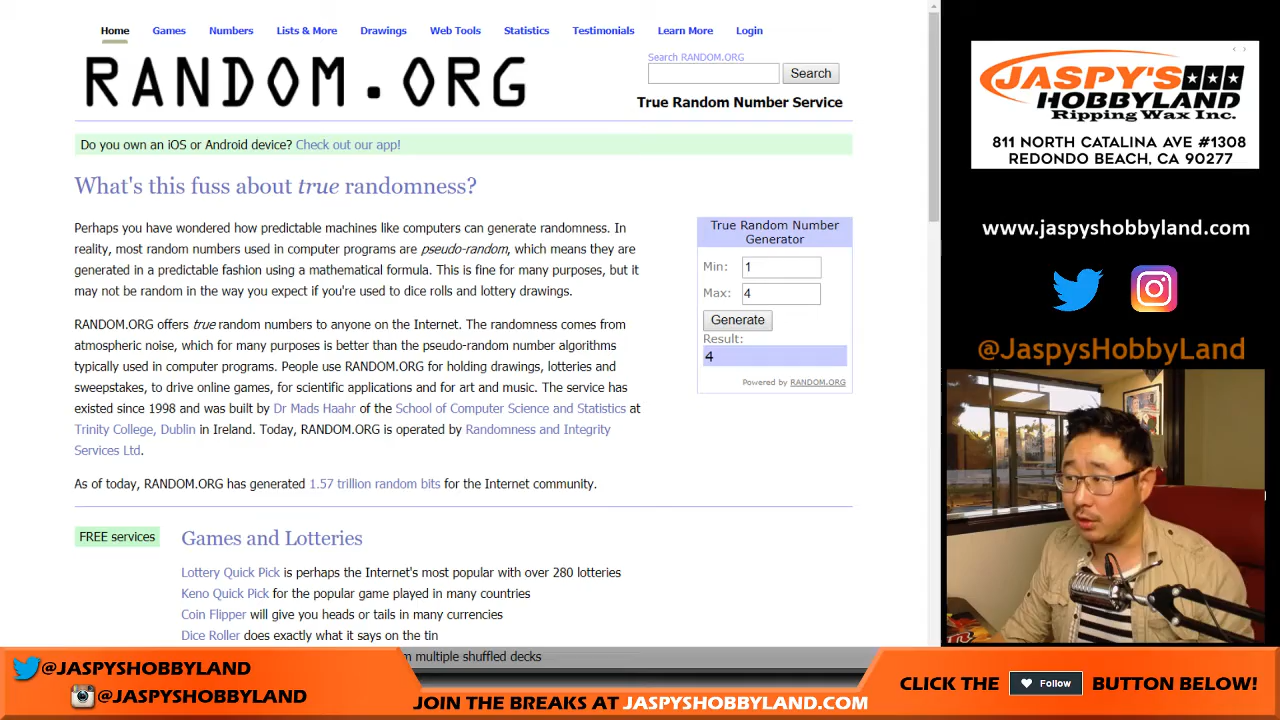 Home Games Numbers Lists & More Drawings Web Tools Statistics Testimonials Learn More Login
RANDOM.ORG
Search RANDOM.ORG
Search
True Random Number Service
Do you own an iOS or Android device? Check out our app!
What's this fuss about true randomness?
Perhaps you have wondered how predictable machines like computers can generate randomness. In
reality, most random numbers used in computer programs are pseudo-random, which means they are
generated in a predictable fashion using a mathematical formula. This is fine for many purposes, but it
may not be random in the way you expect if you're used to dice rolls and lottery drawings.
RANDOM.ORG offers true random numbers to anyone on the Internet. The randomness comes from
atmospheric noise, which for many purposes is better than the pseudo-random number algorithms
typically used in computer programs. People use RANDOM.ORG for holding drawings, lotteries and
sweepstakes, to drive online games, for scientific applications and for art and music. The service has
existed since 1998 and was built by Dr Mads Haahr of the School of Computer Science and Statistics at
Trinity College, Dublin in Ireland. Today, RANDOM.ORG is operated by Randomness and Integrity
Services Ltd.
As of today, RANDOM.ORG has generated 1.57 trillion random bits for the Internet community.
True Random Number
Generator
Min: 1
Max: 4
Generate
Result:
4
Powered by RANDOM.ORG
FREE services
Games and Lotteries
Lottery Quick Pick is perhaps the Internet's most popular with over 280 lotteries
Keno Quick Pick for the popular game played in many countries
Coin Flipper will give you heads or tails in many currencies
Dice Roller does exactly what it says on the tin
m multiple shuffled decks
JASPY'S
HOBBYLAND
Ripping Wax Inc.
811 NORTH CATALINA AVE #1308
REDONDO BEACH, CA 90277
www.jaspyshobbyland.com
@JaspysHobbyLand
@JASPYSHOBBYLAND
@JASPYSHOBBYLAND
JOIN THE BREAKS AT JASPYSHOBBYLAND.COM
CLICK THE Follow BUTTON BELOW!